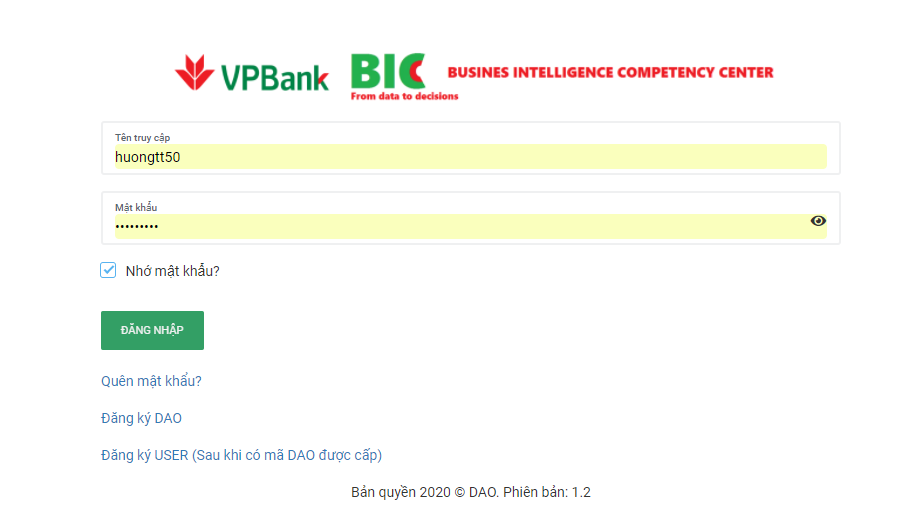 VPBank BIC BUSINES INTELLIGENCE COMPETENCY CENTER
From data to decisions
Tên truy cập
huongtt50
Mật khẩu
•••••••••
Nhớ mật khẩu?
ĐĂNG NHẬP
Quên mật khẩu?
Đăng ký DAO
Đăng ký USER (Sau khi có mã DAO được cấp)
Bản quyền 2020 © DAO. Phiên bản: 1.2